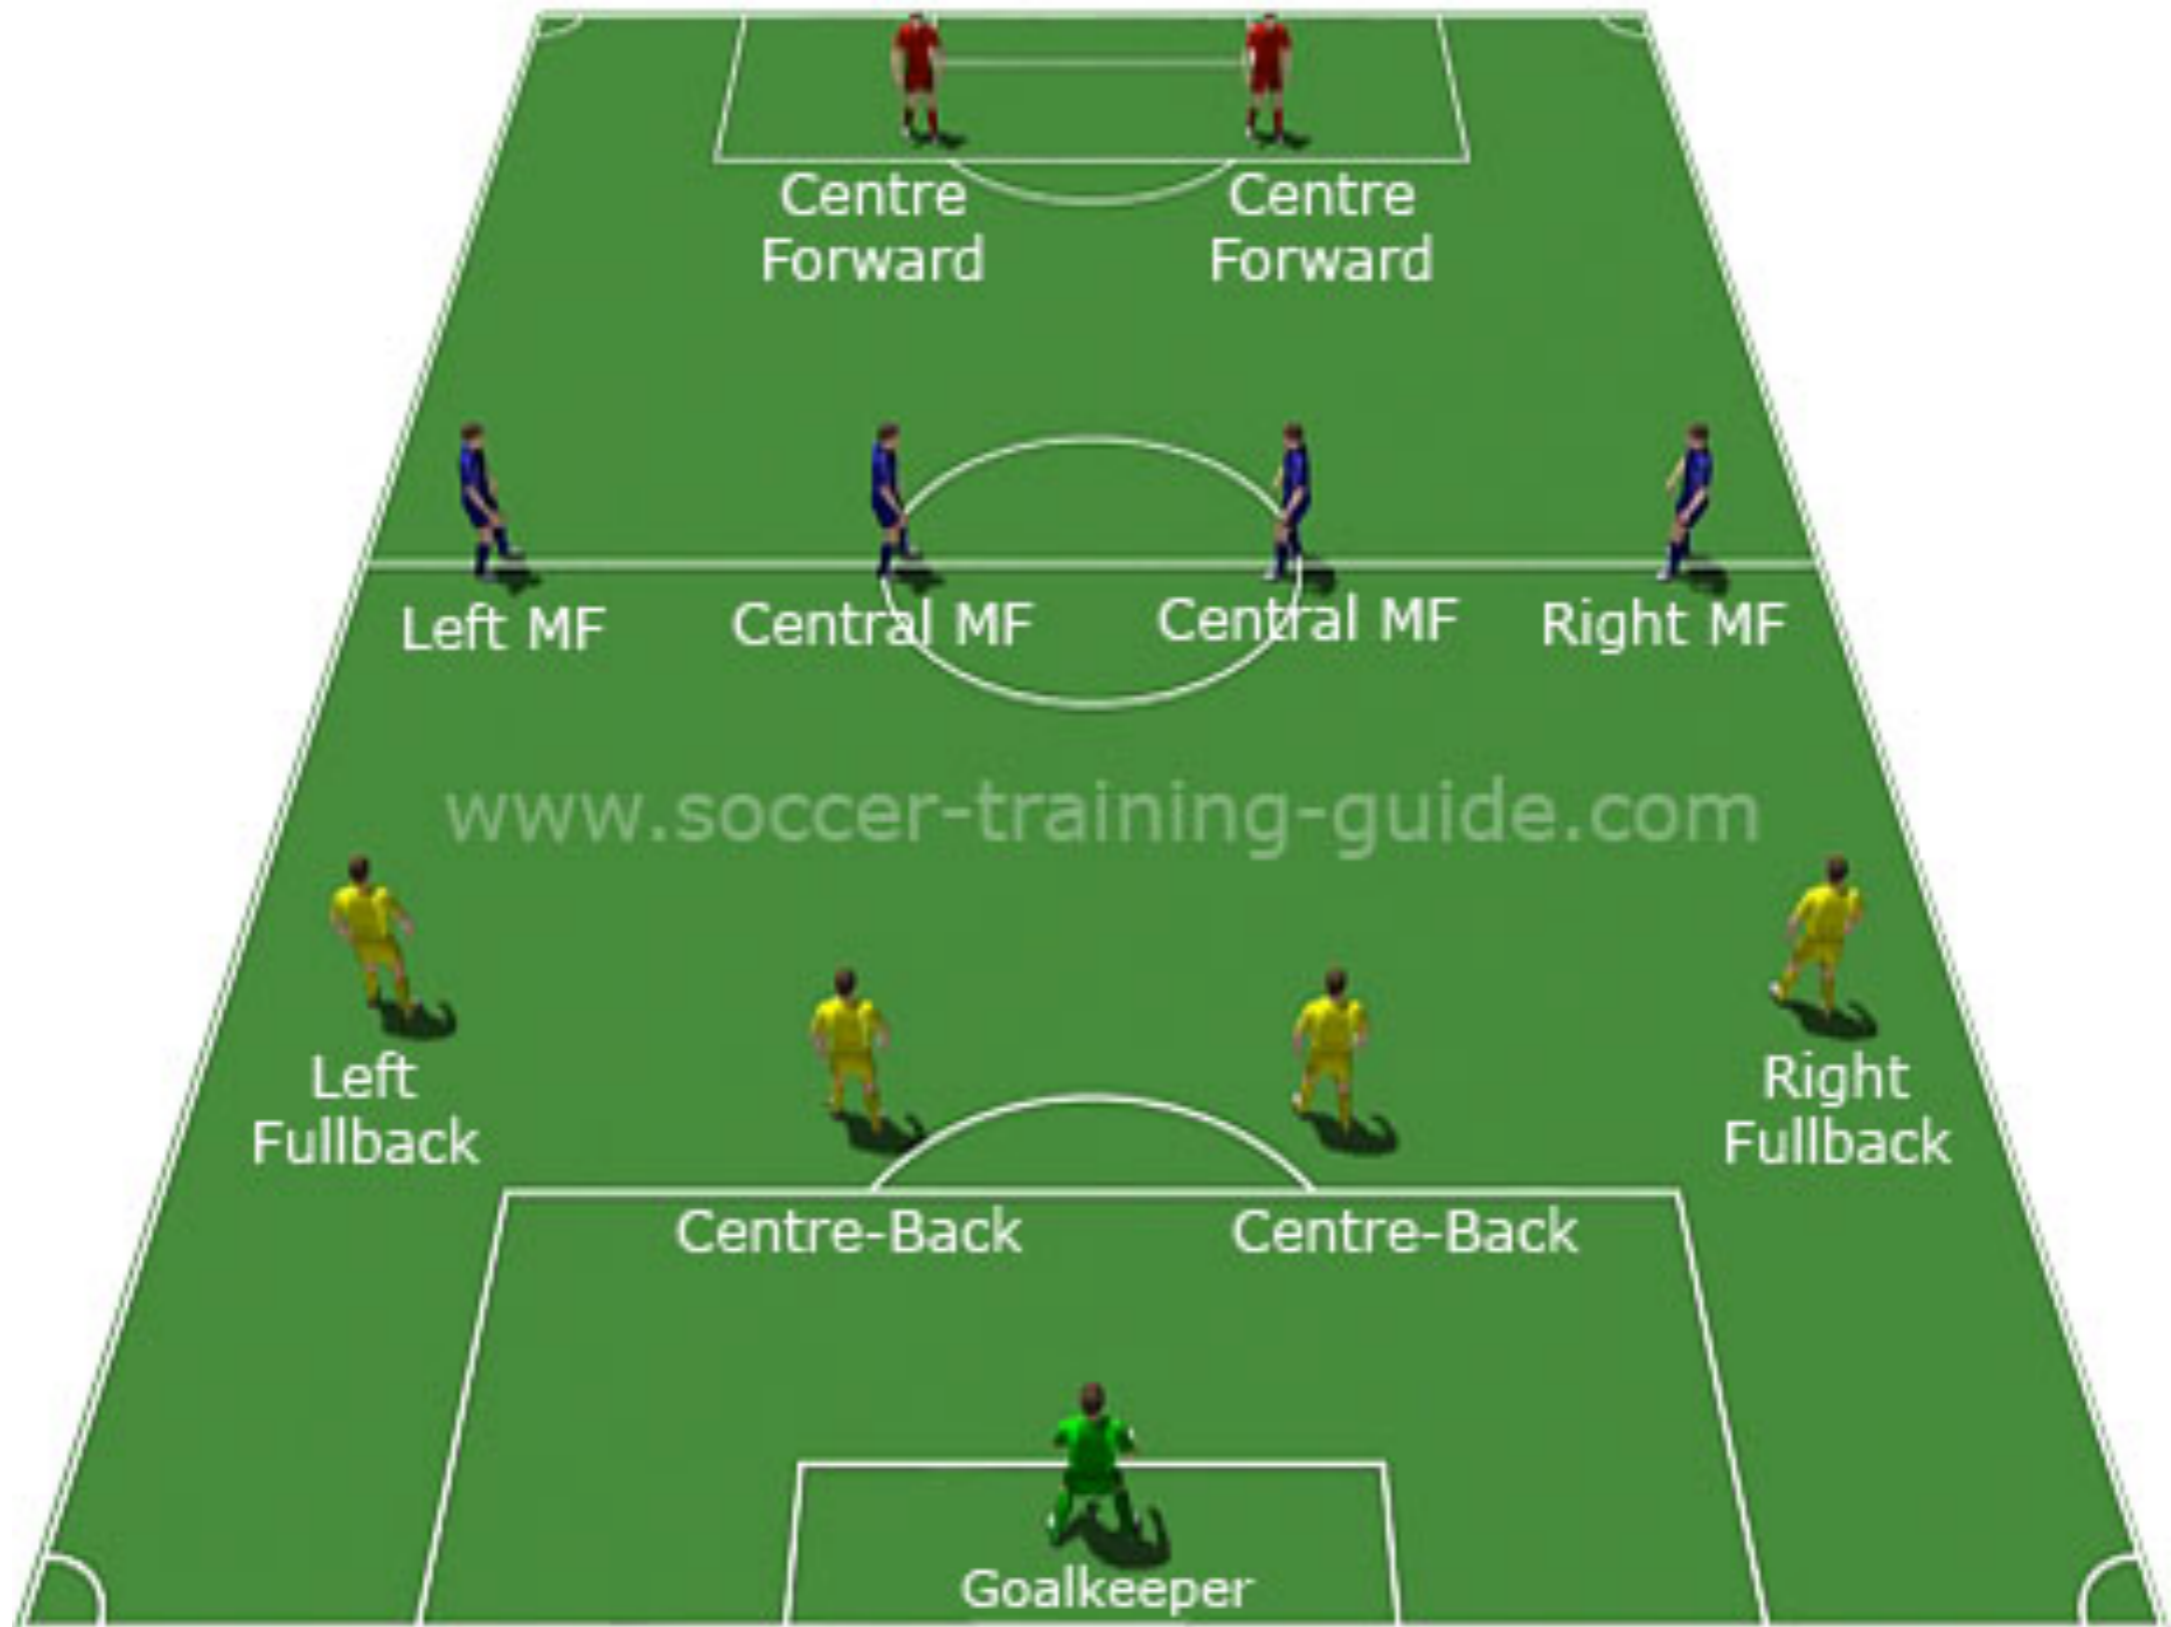 Centre
Forward
Centre
Forward
Left MF
Central MF
Central MF
Right MF
www.soccer-training-guide.com
Left
Fullback
Right
Fullback
Centre-Back
Centre-Back
Goalkeeper